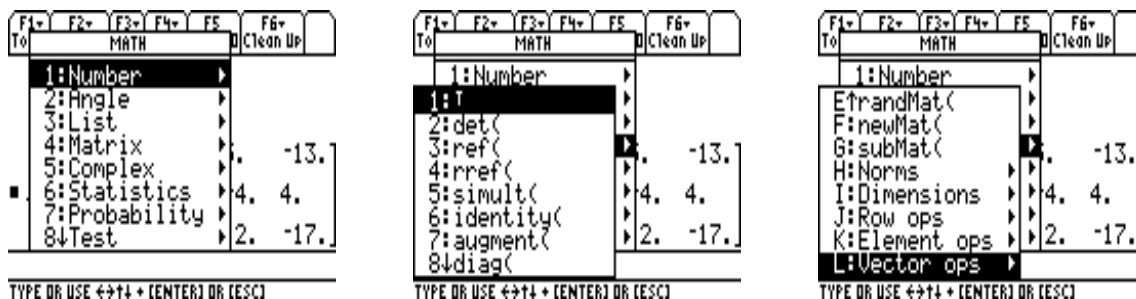 F1▾ F2▾ F3▾ F4▾ F5 F6▾
To MATH Clean Up
1:Number ▸
2:Angle ▸
3:List ▸
4:Matrix ▸
5:Complex ▸
6:Statistics ▸
7:Probability ▸
8↓Test ▸
-13.]
4. 4.
2. -17.]
TYPE OR USE ←→↑↓ + [ENTER] OR [ESC]
F1▾ F2▾ F3▾ F4▾ F5 F6▾
To MATH Clean Up
1:Number ▸
1:T
2:det(
3:ref(
4:rref(
5:simult(
6:identity(
7:augment(
8↓diag(
-13.]
4. 4.
2. -17.]
TYPE OR USE ←→↑↓ + [ENTER] OR [ESC]
F1▾ F2▾ F3▾ F4▾ F5 F6▾
To MATH Clean Up
1:Number ▸
E↑randMat(
F:newMat(
G:subMat(
H:Norms ▸
I:Dimensions ▸
J:Row ops ▸
K:Element ops ▸
L:Vector ops ▸
-13.
4. 4.
2. -17.
TYPE OR USE ←→↑↓ + [ENTER] OR [ESC]